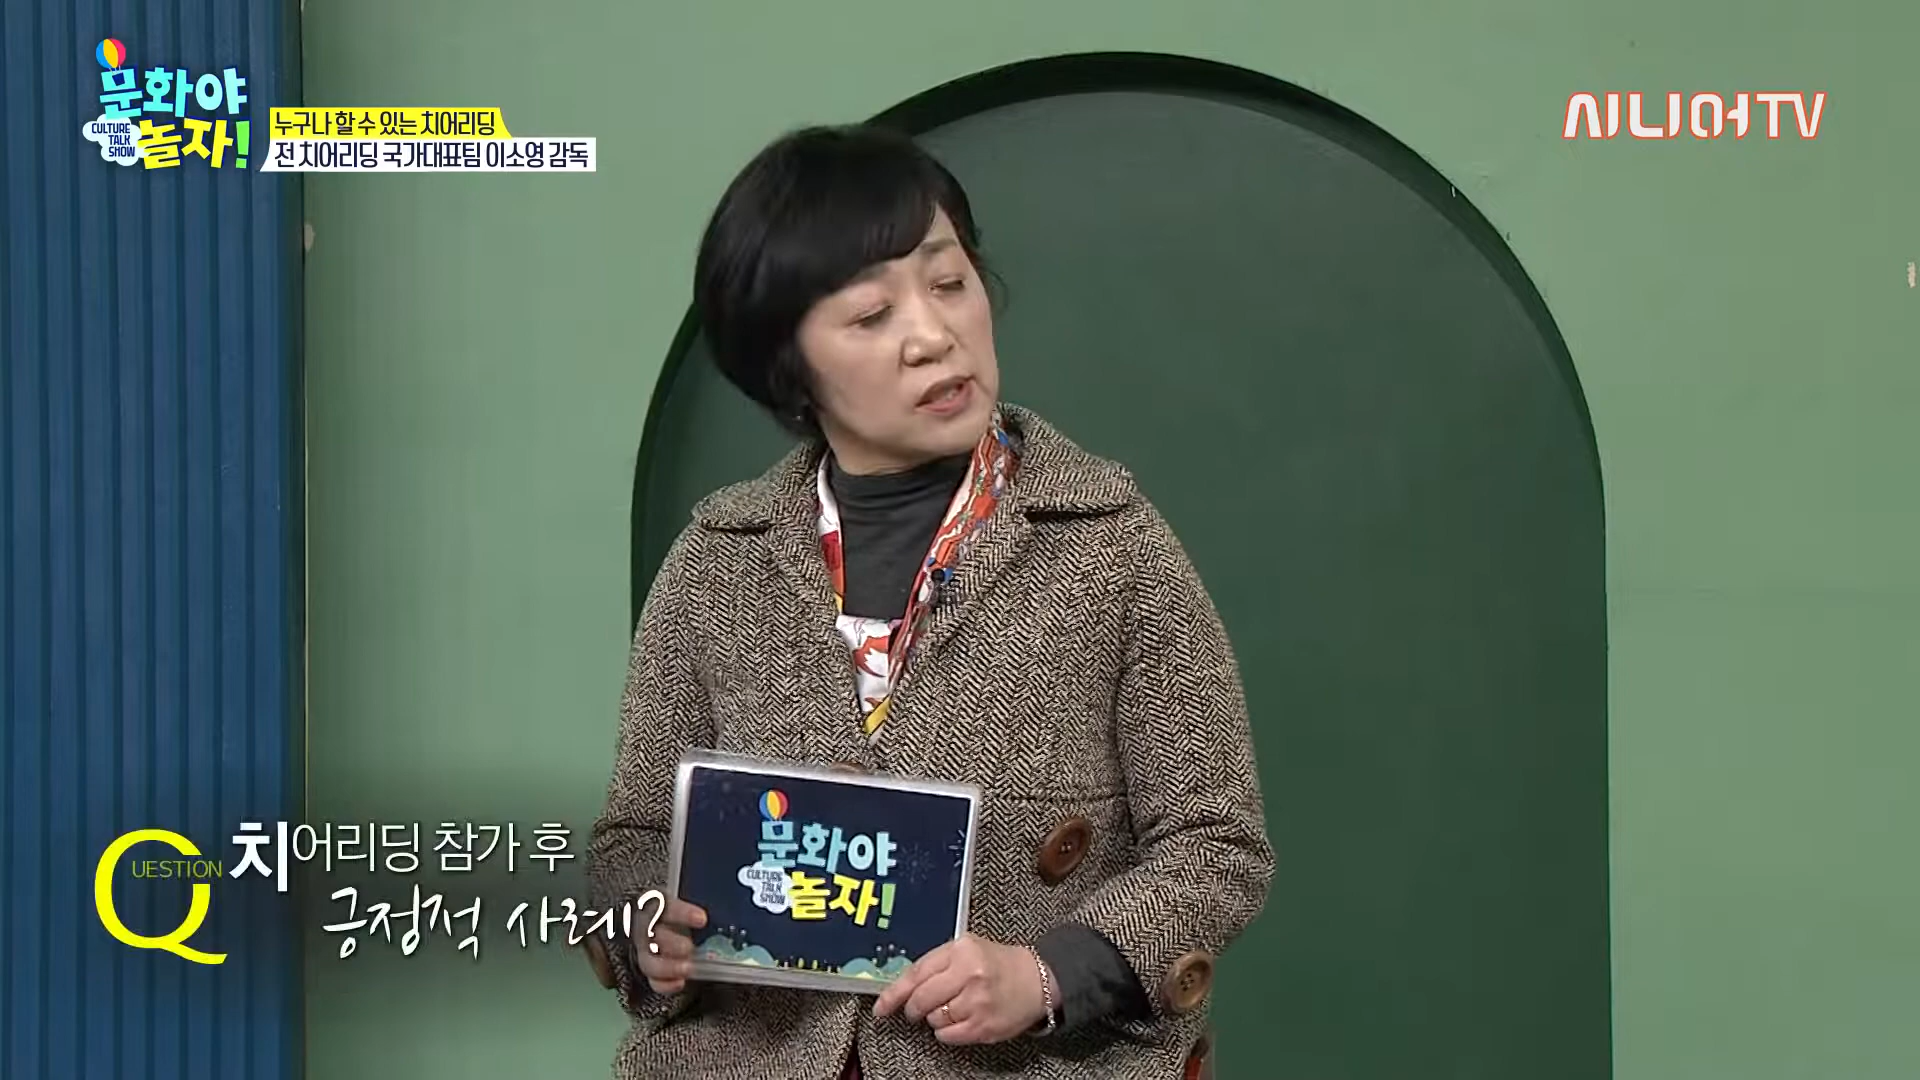 문화야
CULTURE
TALK
SHOW
놀자!
누구나 할 수 있는 치어리딩
전 치어리딩 국가대표팀 이소영 감독
시니어TV
QUESTION
치어리딩 참가 후
긍정적 사례?
문화야
CULTURE
TALK
SHOW
놀자!